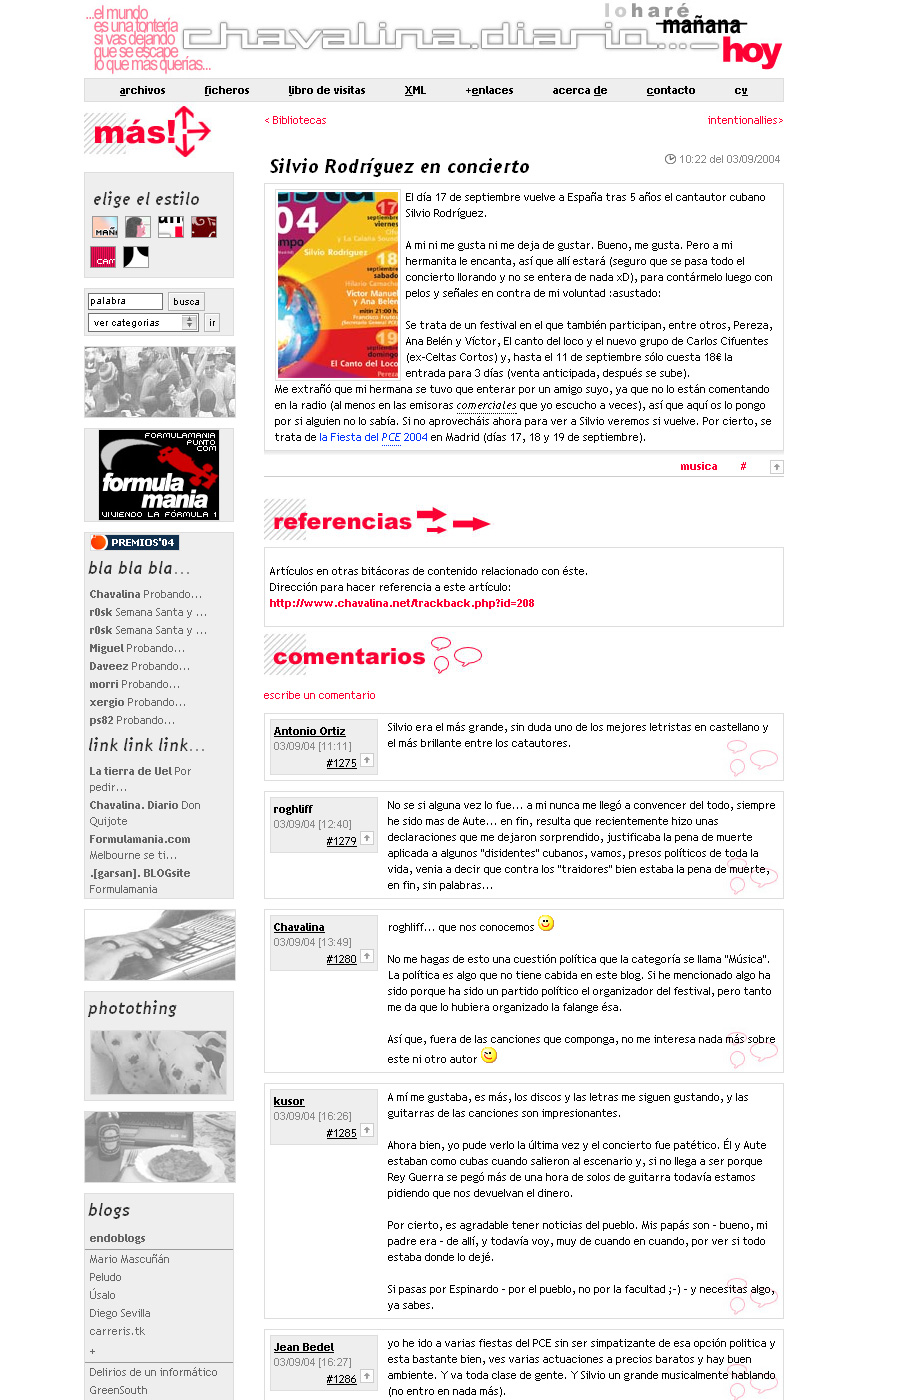 ...el mundo
es una tontería
si vas dejando
que se escape
lo que más querías...
chavalina.diario...
lo haré
mañana
hoy
archivos ficheros libro de visitas XML +enlaces acerca de contacto cv
más!
< Bibliotecas intentionallies>
Silvio Rodríguez en concierto
10:22 del 03/09/2004
elige el estilo
MAÑ
CAM
palabra busca
ver categorias ir
FORMULAMANIA
PUNTO
COM
formula
mania
VIVIENDO LA FÓRMULA 1
PREMIOS'04
bla bla bla...
Chavalina Probando...
r0sk Semana Santa y ...
r0sk Semana Santa y ...
Miguel Probando...
Daveez Probando...
morri Probando...
xergio Probando...
ps82 Probando...
link link link...
La tierra de Uel Por
pedir...
Chavalina. Diario Don
Quijote
Formulamania.com
Melbourne se ti...
.[garsan]. BLOGsite
Formulamania
photothing
blogs
endoblogs
Mario Mascuñán
Peludo
Úsalo
Diego Sevilla
carreris.tk
+
Delirios de un informático
GreenSouth
04
17
septiembre
viernes
Silvio Rodríguez
18
septiembre
sabado
Hilario Camacho
Víctor Manuel
y Ana Belén
mitin 21:00 h.
19
septiembre
domingo
El Canto del Loco
Pereza
El día 17 de septiembre vuelve a España tras 5 años el cantautor cubano
Silvio Rodríguez.
A mi ni me gusta ni me deja de gustar. Bueno, me gusta. Pero a mi
hermanita le encanta, así que allí estará (seguro que se pasa todo el
concierto llorando y no se entera de nada xD), para contármelo luego con
pelos y señales en contra de mi voluntad :asustado:
Se trata de un festival en el que también participan, entre otros, Pereza,
Ana Belén y Víctor, El canto del loco y el nuevo grupo de Carlos Cifuentes
(ex-Celtas Cortos) y, hasta el 11 de septiembre sólo cuesta 18€ la
entrada para 3 días (venta anticipada, después se sube).
Me extrañó que mi hermana se tuvo que enterar por un amigo suyo, ya que no lo están comentando
en la radio (al menos en las emisoras comerciales que yo escucho a veces), así que aquí os lo pongo
por si alguien no lo sabía. Si no aprovecháis ahora para ver a Silvio veremos si vuelve. Por cierto, se
trata de la Fiesta del PCE 2004 en Madrid (días 17, 18 y 19 de septiembre).
musica #
referencias
Artículos en otras bitácoras de contenido relacionado con éste.
Dirección para hacer referencia a este artículo:
http://www.chavalina.net/trackback.php?id=208
comentarios
escribe un comentario
Antonio Ortiz
03/09/04 [11:11]
#1275
Silvio era el más grande, sin duda uno de los mejores letristas en castellano y
el más brillante entre los catautores.
roghliff
03/09/04 [12:40]
#1279
No se si alguna vez lo fue... a mi nunca me llegó a convencer del todo, siempre
he sido mas de Aute... en fin, resulta que recientemente hizo unas
declaraciones que me dejaron sorprendido, justificaba la pena de muerte
aplicada a algunos "disidentes" cubanos, vamos, presos políticos de toda la
vida, venia a decir que contra los "traidores" bien estaba la pena de muerte,
en fin, sin palabras...
Chavalina
03/09/04 [13:49]
#1280
roghliff... que nos conocemos
No me hagas de esto una cuestión política que la categoría se llama "Música".
La política es algo que no tiene cabida en este blog. Si he mencionado algo ha
sido porque ha sido un partido político el organizador del festival, pero tanto
me da que lo hubiera organizado la falange ésa.
Así que, fuera de las canciones que componga, no me interesa nada más sobre
este ni otro autor
kusor
03/09/04 [16:26]
#1285
A mí me gustaba, es más, los discos y las letras me siguen gustando, y las
guitarras de las canciones son impresionantes.
Ahora bien, yo pude verlo la última vez y el concierto fue patético. Él y Aute
estaban como cubas cuando salieron al escenario y, si no llega a ser porque
Rey Guerra se pegó más de una hora de solos de guitarra todavía estamos
pidiendo que nos devuelvan el dinero.
Por cierto, es agradable tener noticias del pueblo. Mis papás son - bueno, mi
padre era - de allí, y todavía voy, muy de cuando en cuando, por ver si todo
estaba donde lo dejé.
Si pasas por Espinardo - por el pueblo, no por la facultad ;-) - y necesitas algo,
ya sabes.
Jean Bedel
03/09/04 [16:27]
#1286
yo he ido a varias fiestas del PCE sin ser simpatizante de esa opción politica y
esta bastante bien, ves varias actuaciones a precios baratos y hay buen
ambiente. Y va toda clase de gente. Y Silvio un grande musicalmente hablando
(no entro en nada más).